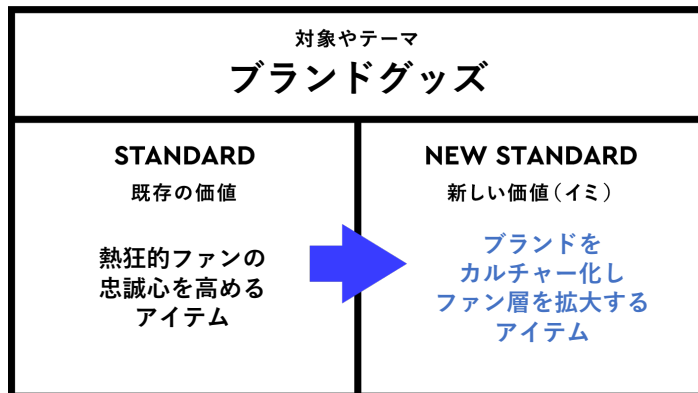 対象やテーマ
ブランドグッズ
STANDARD
既存の価値
熱狂的ファンの
忠誠心を高める
アイテム
NEW STANDARD
新しい価値（イミ）
ブランドを
カルチャー化し
ファン層を拡大する
アイテム